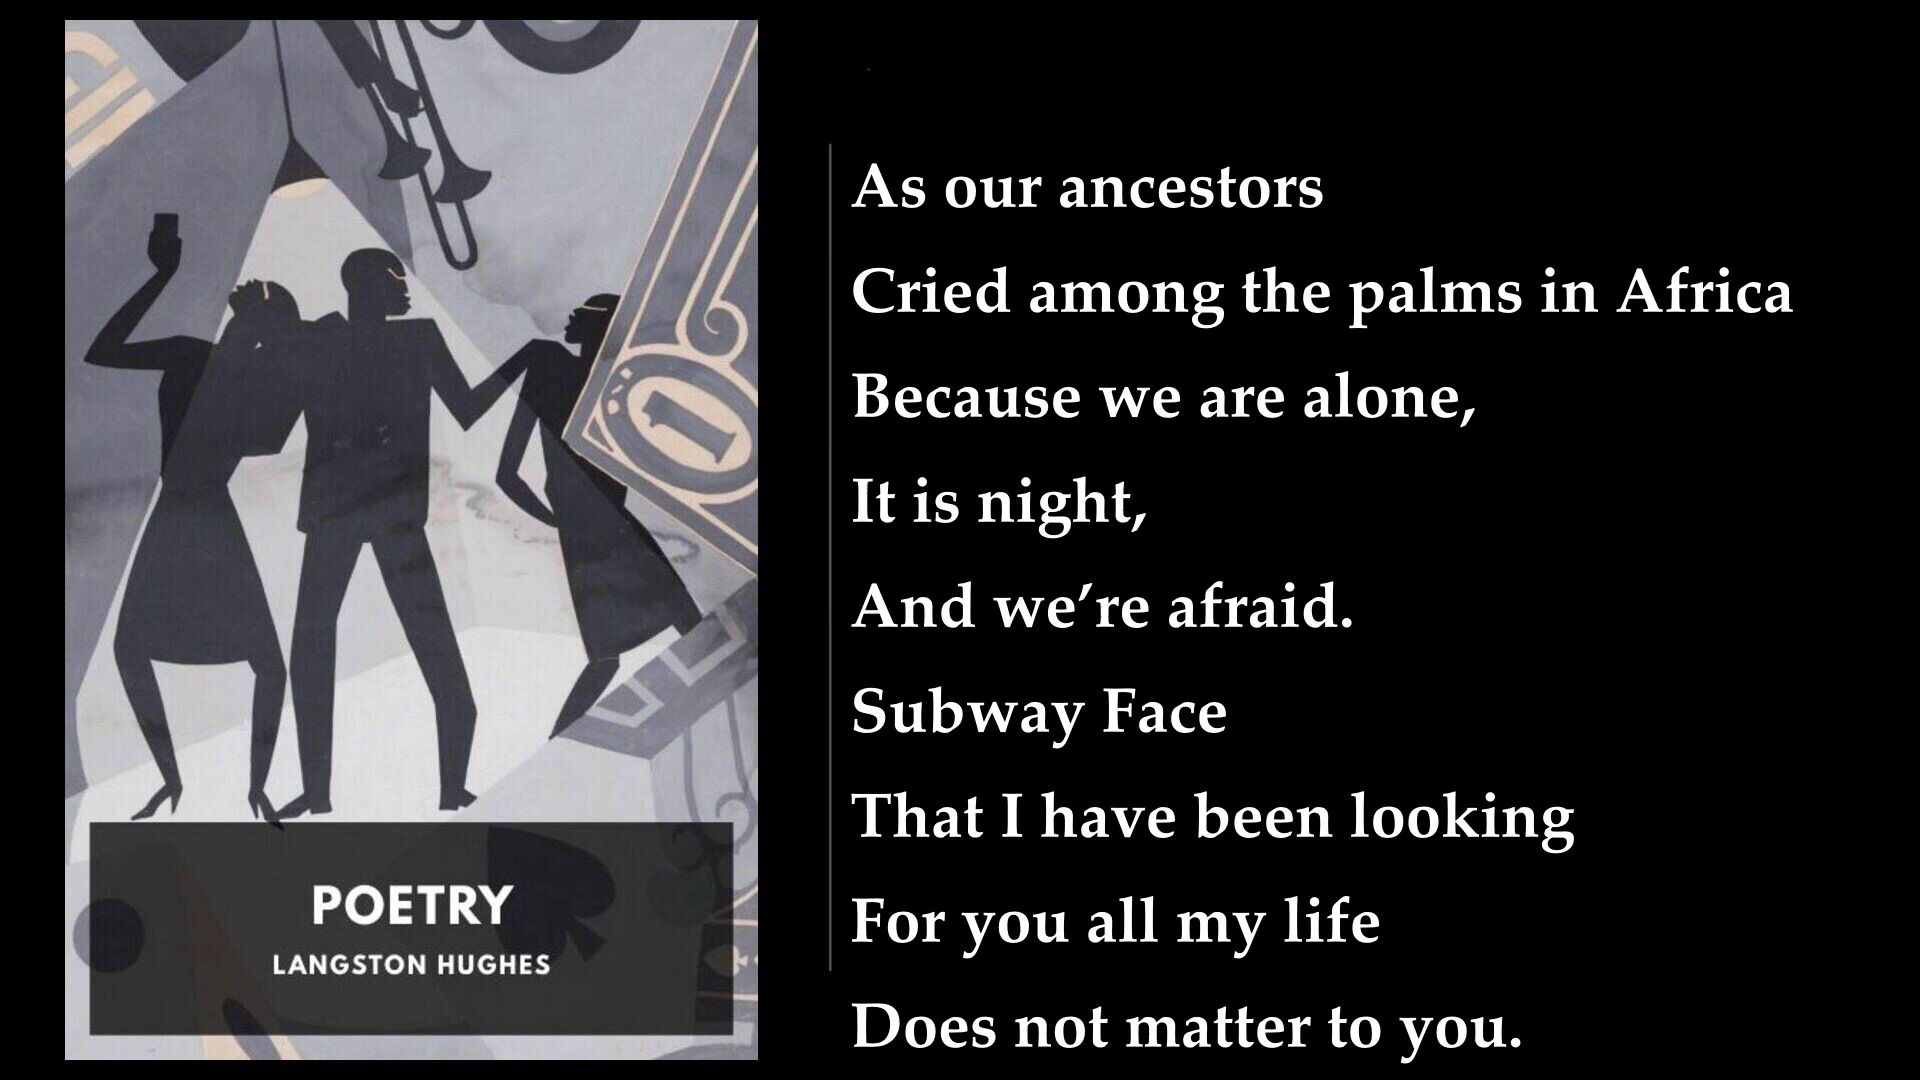 POETRY
LANGSTON HUGHES
As our ancestors
Cried among the palms in Africa
Because we are alone,
It is night,
And we’re afraid.
Subway Face
That I have been looking
For you all my life
Does not matter to you.